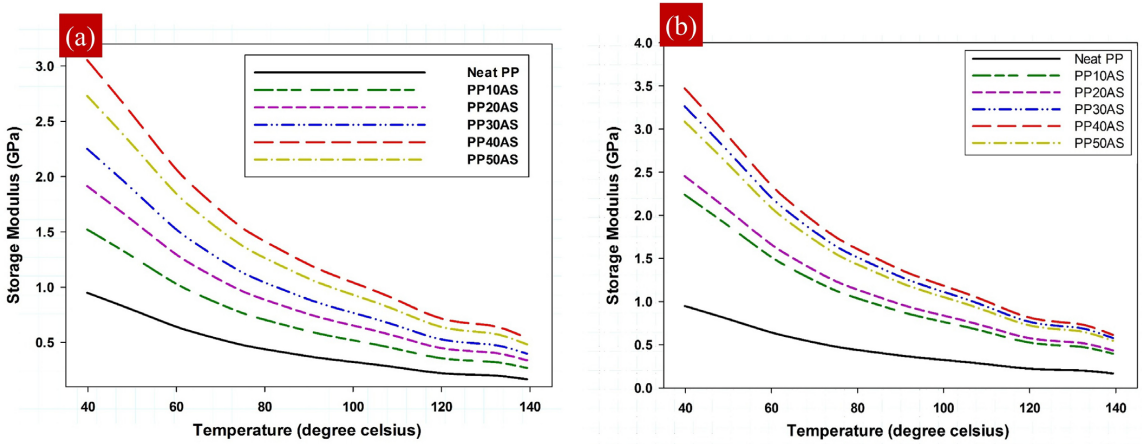 (a)
3.0
2.5
2.0
1.5
1.0
0.5
40 60 80 100 120 140
Storage Modulus (GPa)
Temperature (degree celsius)
Neat PP
PP10AS
PP20AS
PP30AS
PP40AS
PP50AS
(b)
4.0
3.5
3.0
2.5
2.0
1.5
1.0
0.5
0.0
40 60 80 100 120 140
Storage Modulus (GPa)
Temperature (degree celsius)
Neat PP
PP10AS
PP20AS
PP30AS
PP40AS
PP50AS